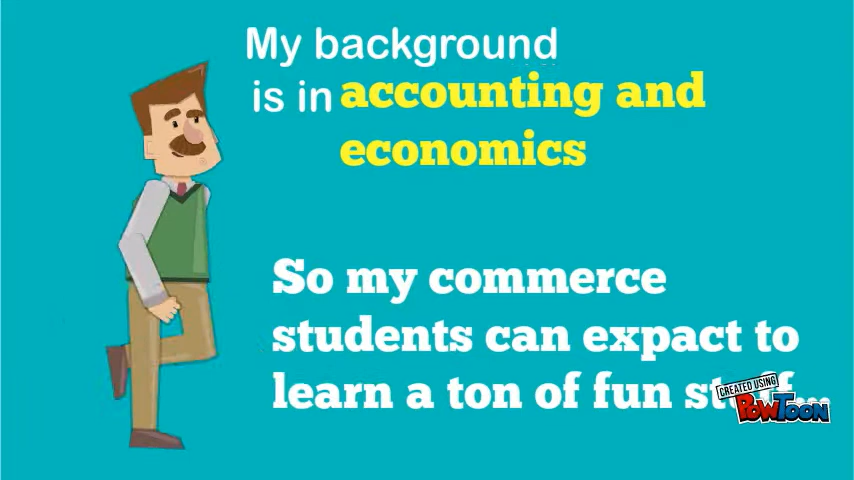 My background
is in accounting and
economics
So my commerce
students can expact to
learn a ton of fun stuff...
CREATED USING
POWTOON